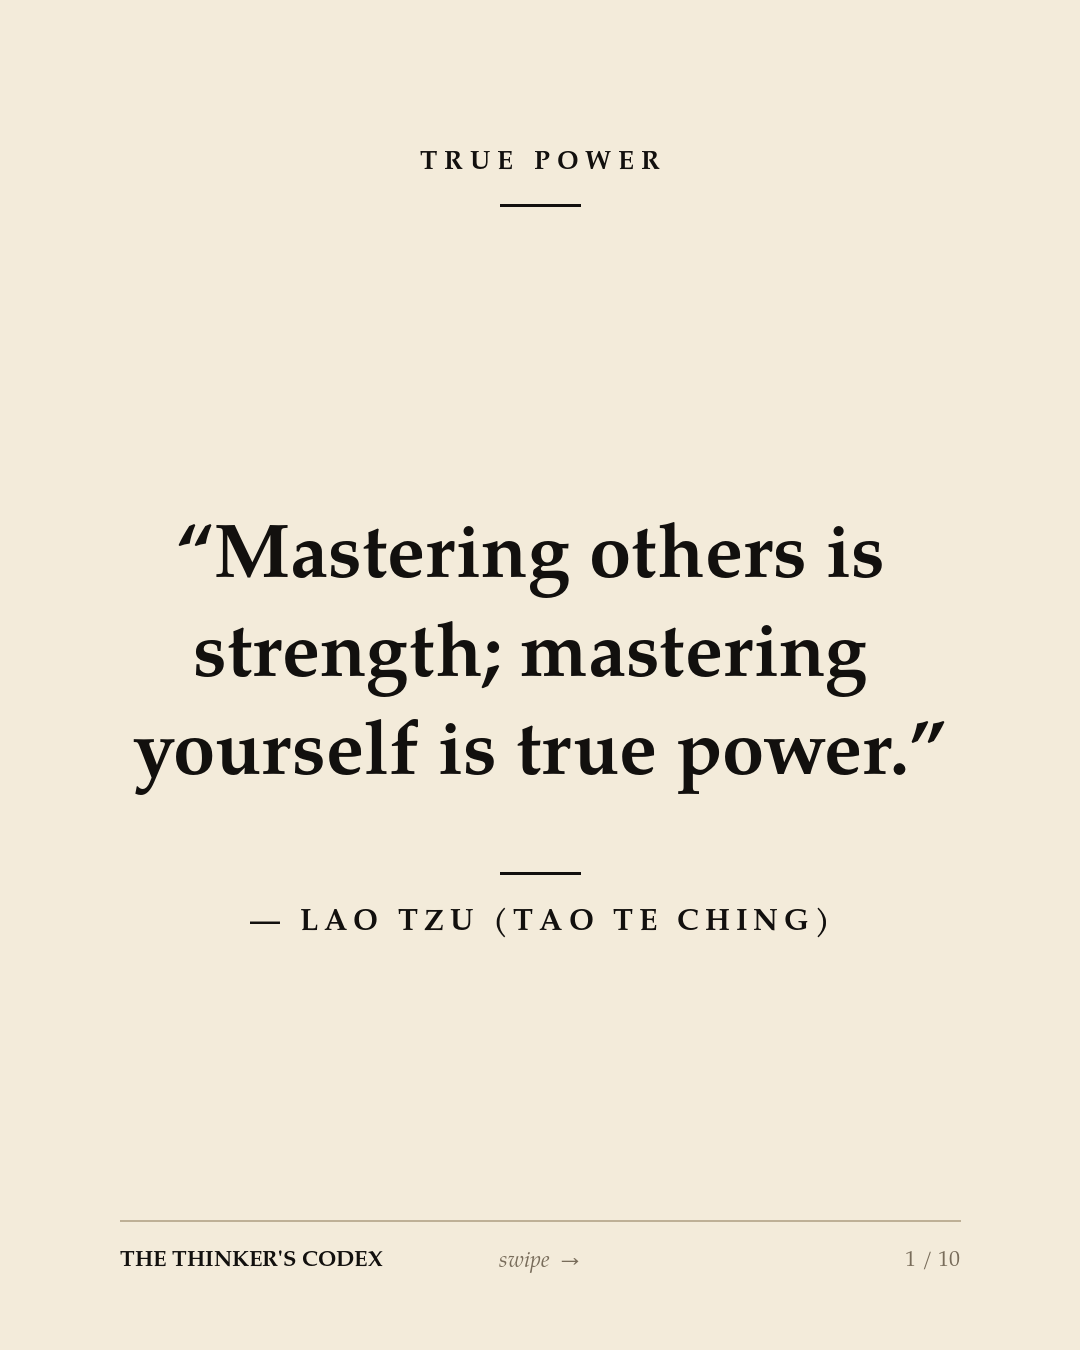 TRUE POWER
“Mastering others is
strength; mastering
yourself is true power.”
— LAO TZU (TAO TE CHING)
THE THINKER'S CODEX
swipe →
1 / 10